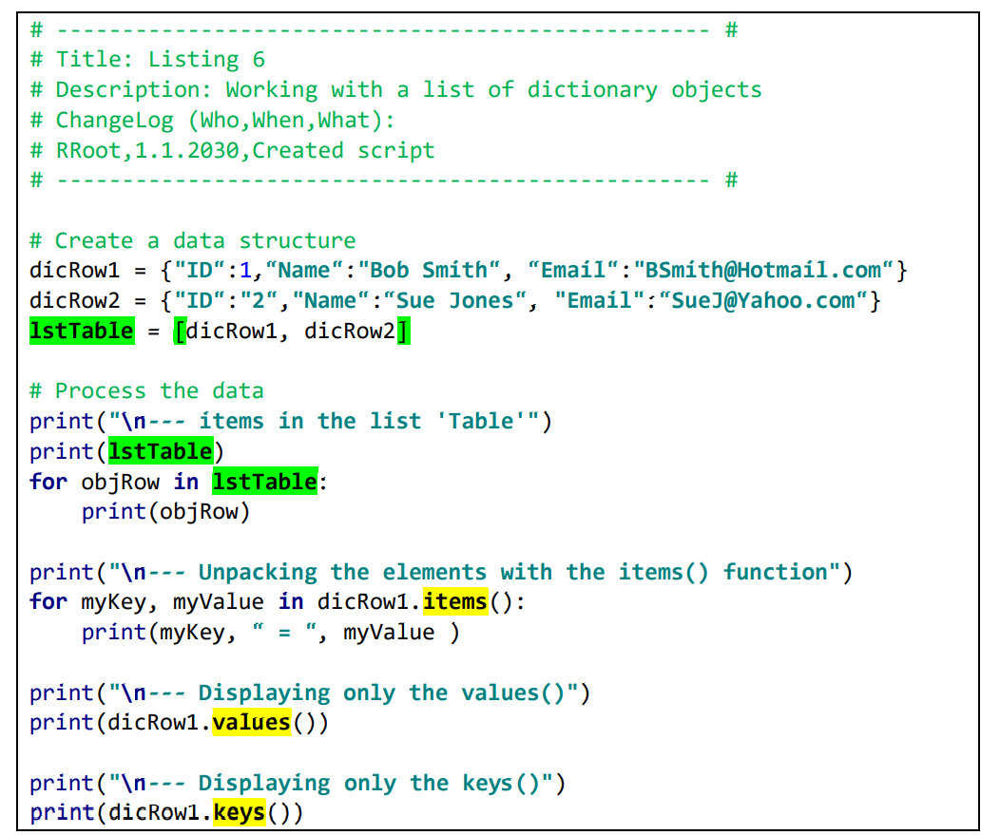 # -------------------------------------------------- #
# Title: Listing 6
# Description: Working with a list of dictionary objects
# ChangeLog (Who,When,What):
# RRoot,1.1.2030,Created script
# -------------------------------------------------- #

# Create a data structure
dicRow1 = {"ID“:1,“Name“:"Bob Smith“, “Email“:"BSmith@Hotmail.com“}
dicRow2 = {"ID“:"2","Name“:“Sue Jones“, "Email":“SueJ@Yahoo.com“}
lstTable = [dicRow1, dicRow2]

# Process the data
print("\n--- items in the list 'Table'")
print(lstTable)
for objRow in lstTable:
    print(objRow)

print("\n--- Unpacking the elements with the items() function")
for myKey, myValue in dicRow1.items():
    print(myKey, “ = “, myValue )

print("\n--- Displaying only the values()")
print(dicRow1.values())

print("\n--- Displaying only the keys()")
print(dicRow1.keys())